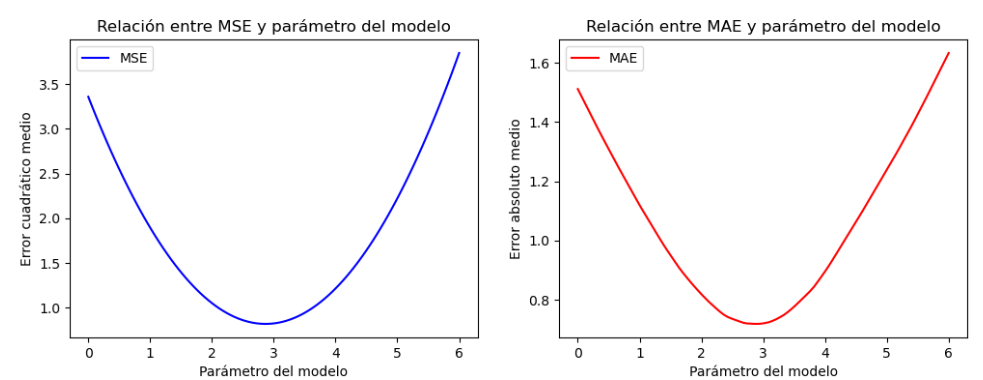 Relación entre MSE y parámetro del modelo
MSE
Error cuadrático medio
3.5
3.0
2.5
2.0
1.5
1.0
0 1 2 3 4 5 6
Parámetro del modelo
Relación entre MAE y parámetro del modelo
MAE
Error absoluto medio
1.6
1.4
1.2
1.0
0.8
0 1 2 3 4 5 6
Parámetro del modelo